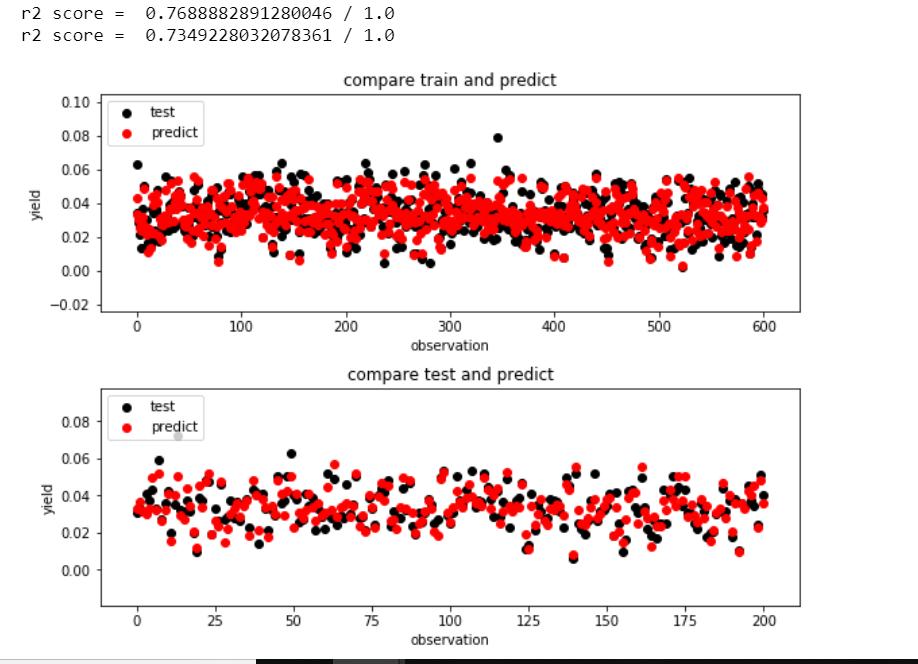 r2 score =  0.7688882891280046 / 1.0
r2 score =  0.7349228032078361 / 1.0
compare train and predict
0.10
0.08
0.06
0.04
0.02
0.00
−0.02
yield
test
predict
0 100 200 300 400 500 600
observation
compare test and predict
0.08
0.06
0.04
0.02
0.00
yield
test
predict
0 25 50 75 100 125 150 175 200
observation